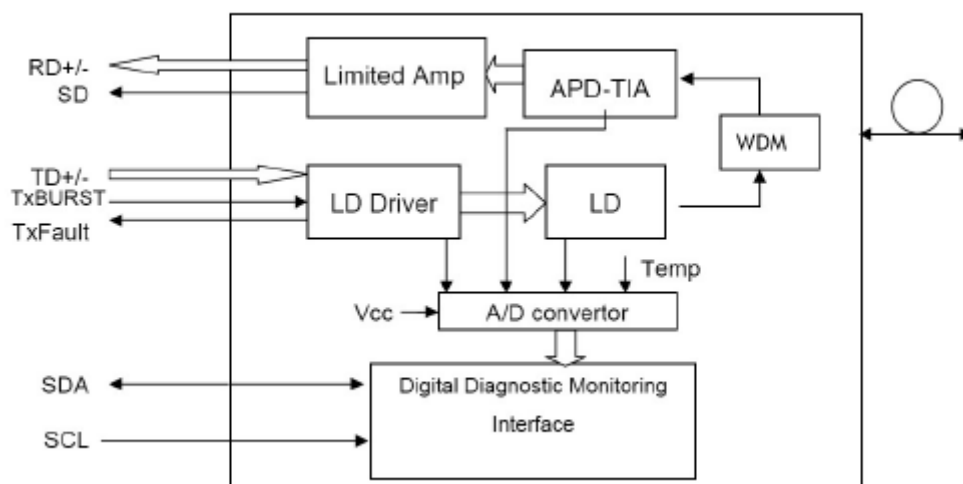 RD+/-
SD
Limited Amp
APD-TIA
WDM
TD+/-
TxBURST
TxFault
LD Driver
LD
Temp
Vcc
A/D convertor
SDA
SCL
Digital Diagnostic Monitoring
Interface